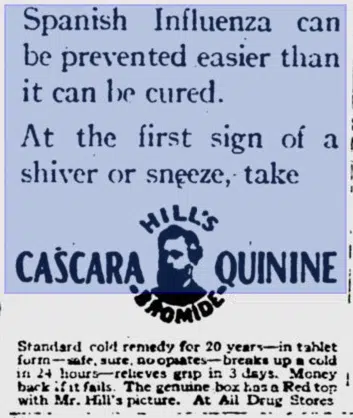 Spanish Influenza can
be prevented easier than
it can be cured.
At the first sign of a
shiver or sneeze, take
HILL'S
CASCARA QUININE
BROMIDE
Standard cold remedy for 20 years—in tablet
form—safe, sure, no opiates—breaks up a cold
in 24 hours—relieves grip in 3 days. Money
back if it fails. The genuine box has a Red top
with Mr. Hill's picture. At All Drug Stores